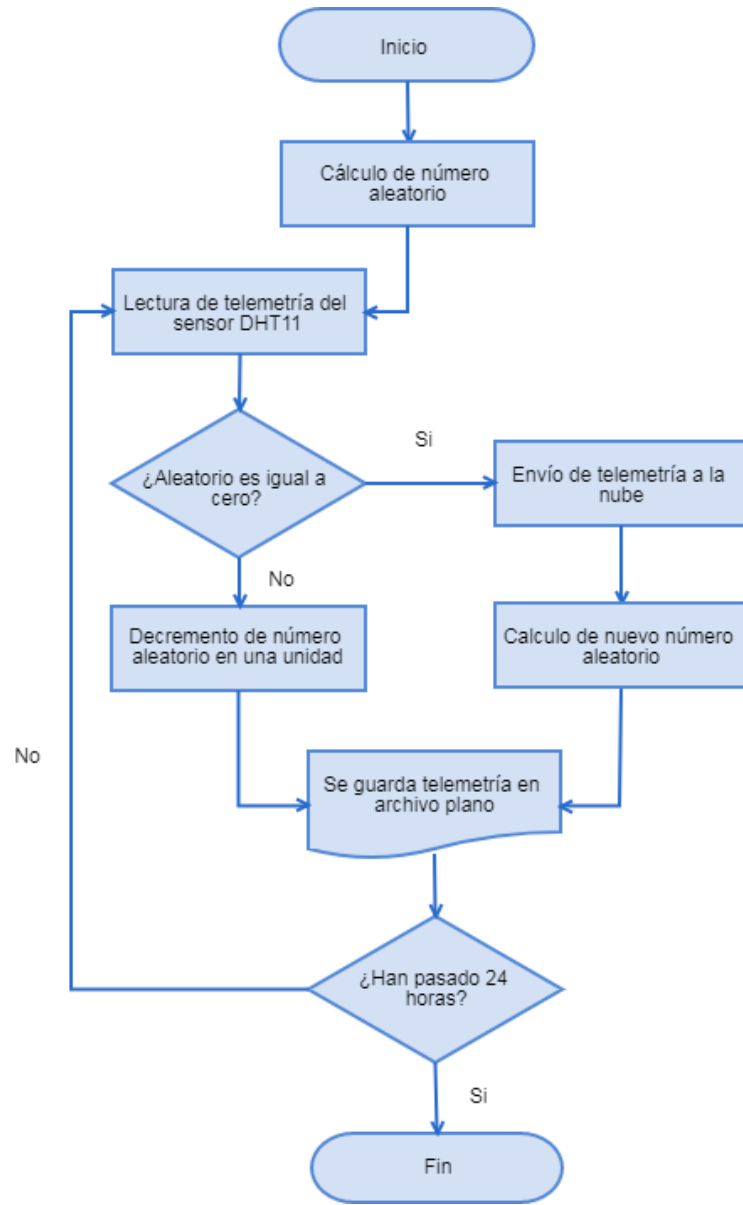 Inicio
Cálculo de número
aleatorio
Lectura de telemetría del
sensor DHT11
¿Aleatorio es igual a
cero?
Si
Envío de telemetría a la
nube
No
Decremento de número
aleatorio en una unidad
Calculo de nuevo número
aleatorio
No
Se guarda telemetría en
archivo plano
¿Han pasado 24
horas?
Si
Fin